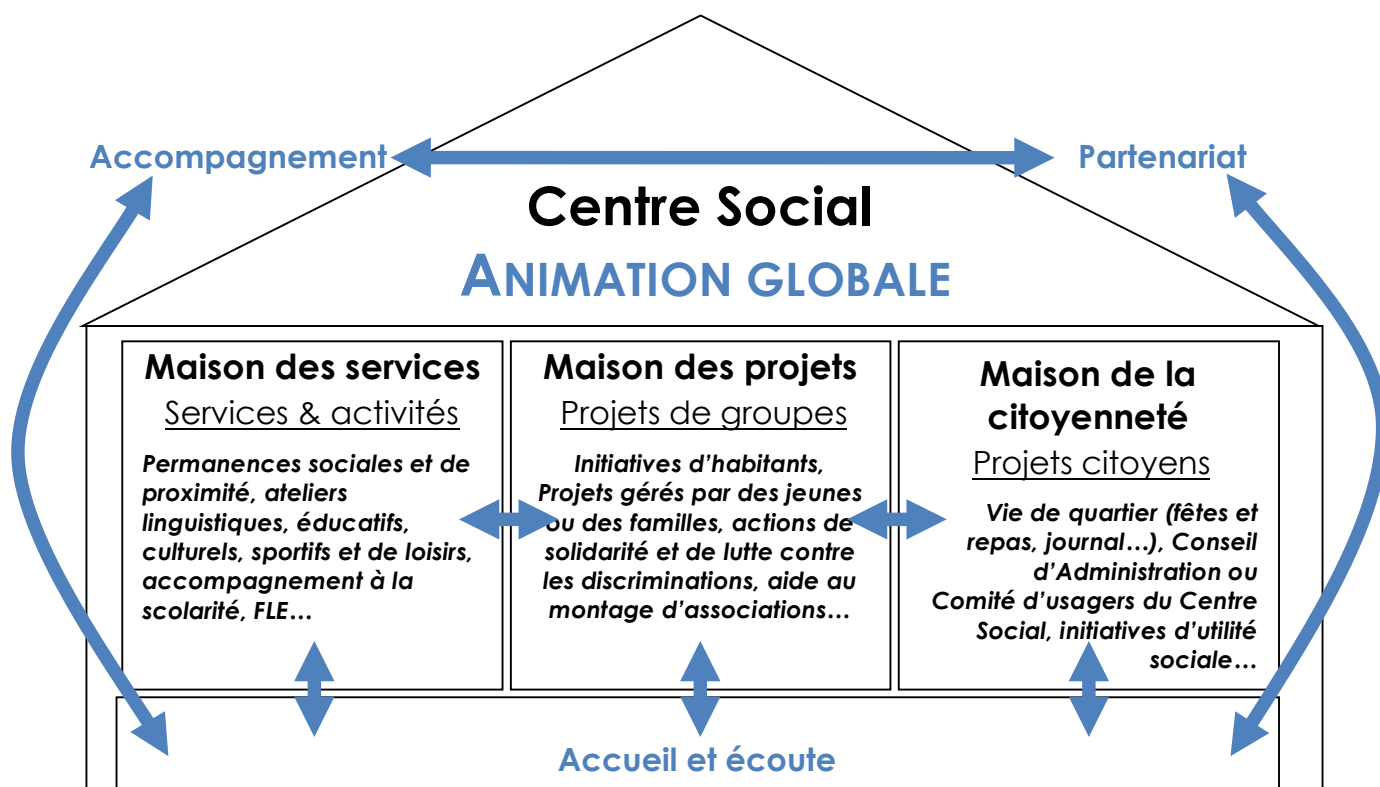 Accompagnement
Partenariat
Centre Social
ANIMATION GLOBALE
Maison des services
Services & activités
Permanences sociales et de
proximité, ateliers
linguistiques, éducatifs,
culturels, sportifs et de loisirs,
accompagnement à la
scolarité, FLE…
Maison des projets
Projets de groupes
Initiatives d’habitants,
Projets gérés par des jeunes
ou des familles, actions de
solidarité et de lutte contre
les discriminations, aide au
montage d’associations…
Maison de la
citoyenneté
Projets citoyens
Vie de quartier (fêtes et
repas, journal…), Conseil
d’Administration ou
Comité d’usagers du Centre
Social, initiatives d’utilité
sociale…
Accueil et écoute